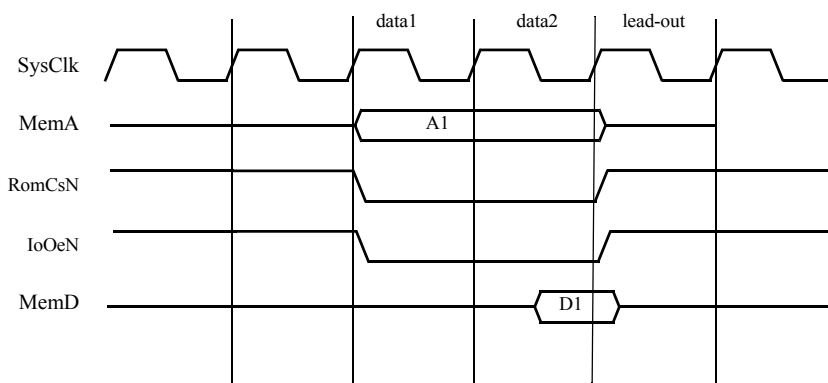 data1 data2 lead-out
SysClk
MemA A1
RomCsN
IoOeN
MemD D1